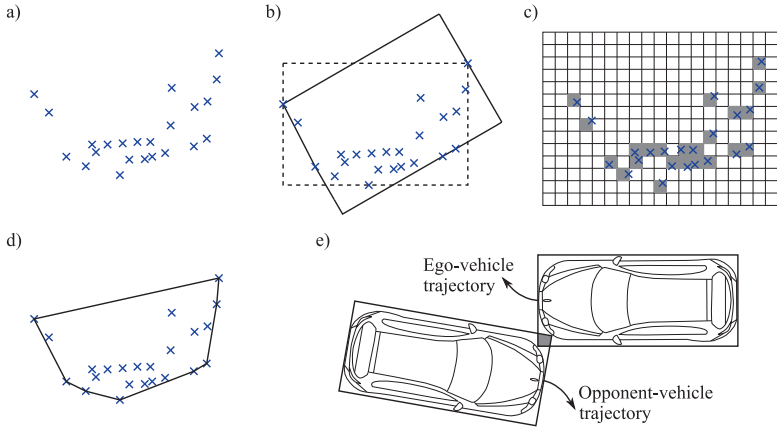 a)
b)
c)
d)
e)
Ego-vehicle
trajectory
Opponent-vehicle
trajectory